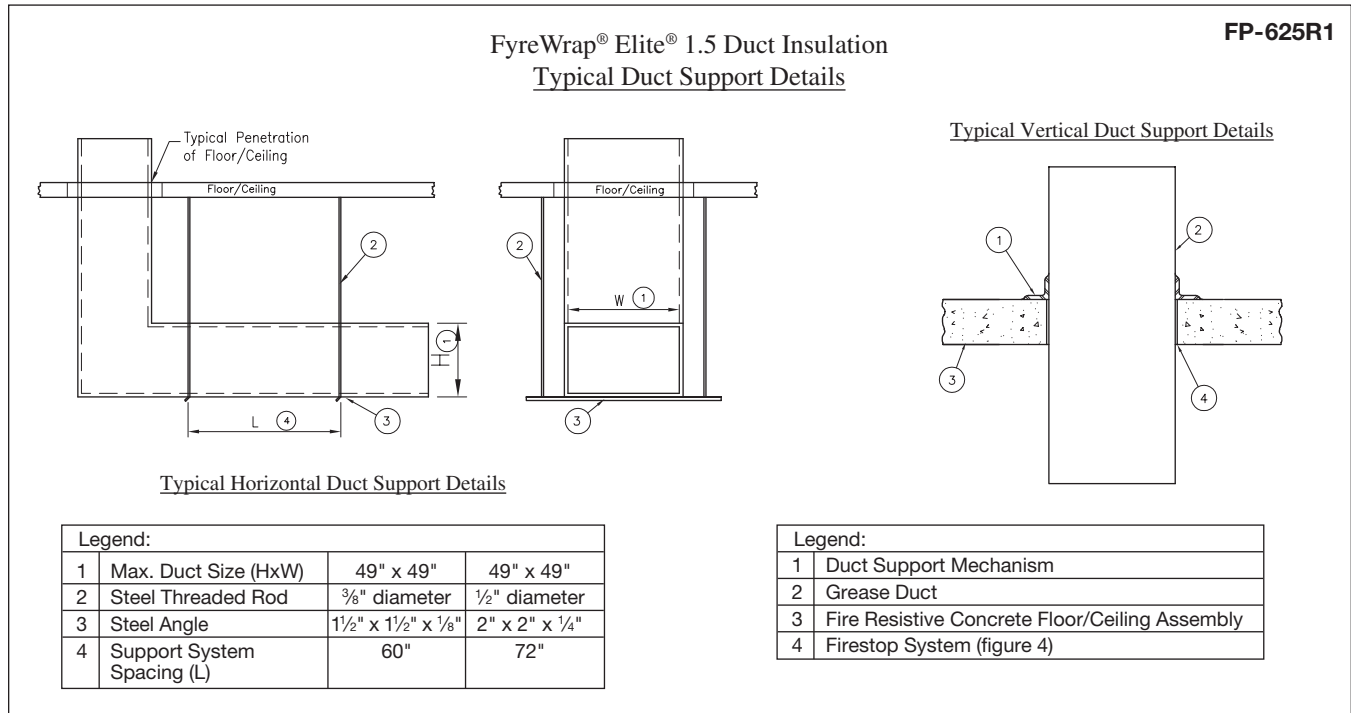 FP-625R1
FyreWrap® Elite® 1.5 Duct Insulation
Typical Duct Support Details
Typical Penetration
of Floor/Ceiling
Floor/Ceiling
2
H 1
L 4
3
Floor/Ceiling
2
W 1
3
Typical Horizontal Duct Support Details
Typical Vertical Duct Support Details
1
2
3
4
Legend:
1 Max. Duct Size (HxW) 49" x 49" 49" x 49"
2 Steel Threaded Rod ⅜" diameter ½" diameter
3 Steel Angle 1½" x 1½" x ⅛" 2" x 2" x ¼"
4 Support System 60" 72"
Spacing (L)
Legend:
1 Duct Support Mechanism
2 Grease Duct
3 Fire Resistive Concrete Floor/Ceiling Assembly
4 Firestop System (figure 4)